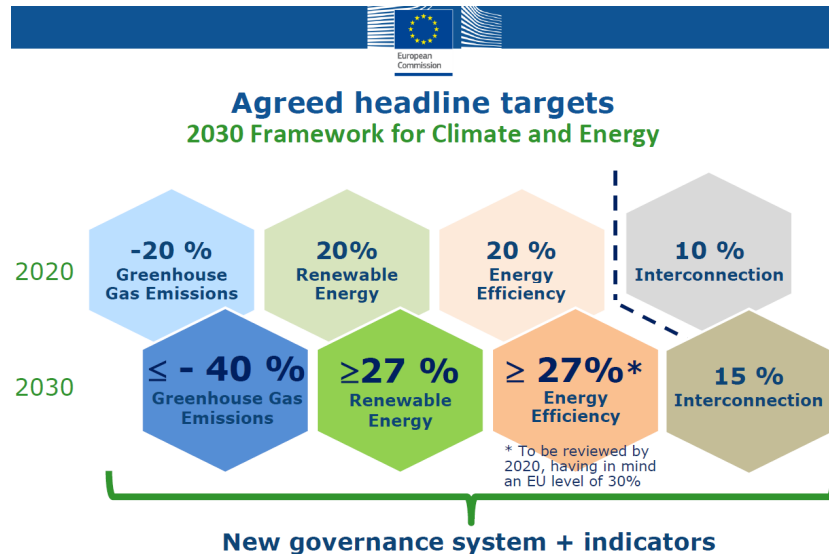 European
Commission
Agreed headline targets
2030 Framework for Climate and Energy
2020
-20 %
Greenhouse
Gas Emissions
20%
Renewable
Energy
20 %
Energy
Efficiency
10 %
Interconnection
2030
≤ - 40 %
Greenhouse Gas
Emissions
≥27 %
Renewable
Energy
≥ 27%*
Energy
Efficiency
15 %
Interconnection
* To be reviewed by
2020, having in mind
an EU level of 30%
New governance system + indicators